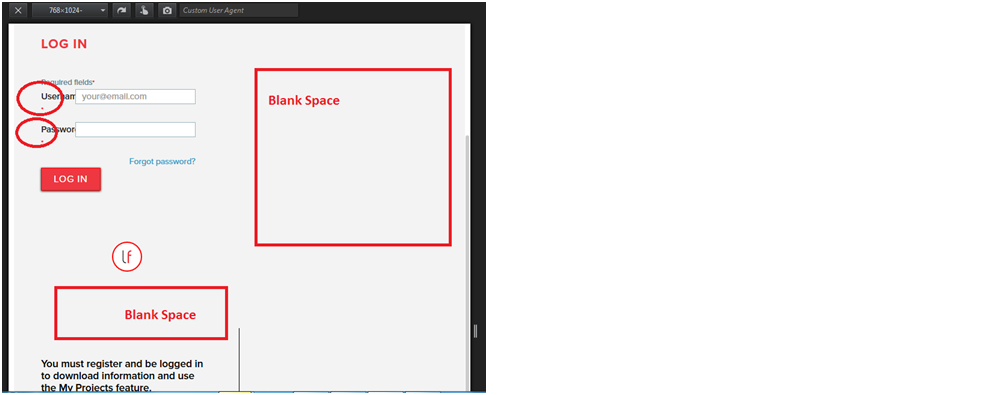 768×1024-
Custom User Agent
LOG IN
Required fields*
Usernam
your@email.com
*
Passwor
*
Forgot password?
LOG IN
Blank Space
lf
Blank Space
You must register and be logged in
to download information and use
the My Projects feature.